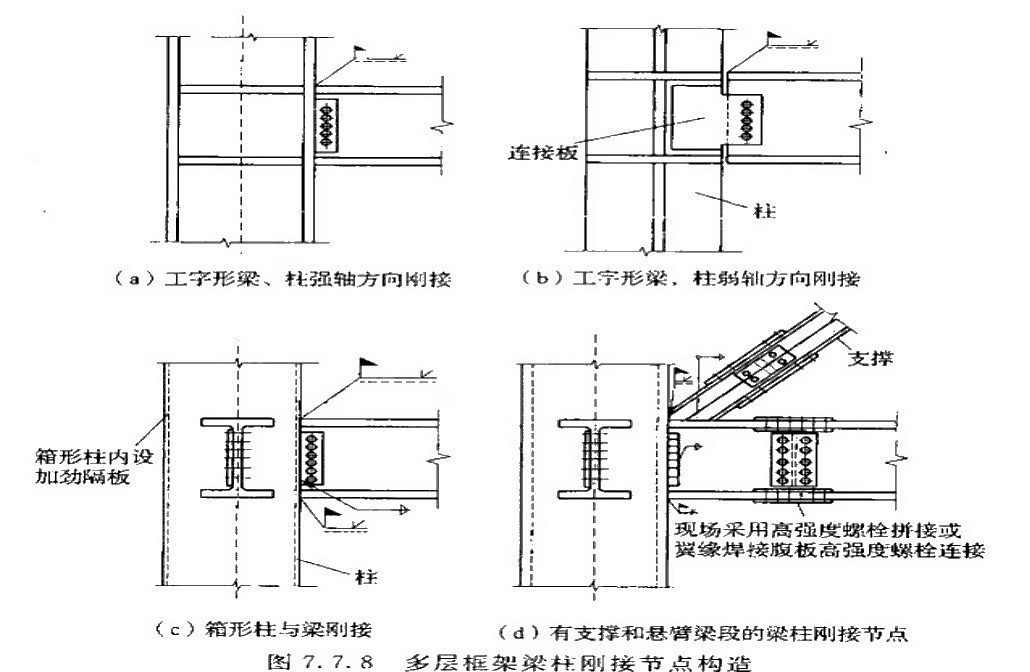 连接板
柱
(a)工字形梁、柱强轴方向刚接
(b)工字形梁，柱弱轴方向刚接
支撑
箱形柱内设
加劲隔板
柱
现场采用高强度螺栓拼接或
翼缘焊接腹板高强度螺栓连接
(c)箱形柱与梁刚接
(d)有支撑和悬臂梁段的梁柱刚接节点
图 7.7.8 多层框架梁柱刚接节点构造